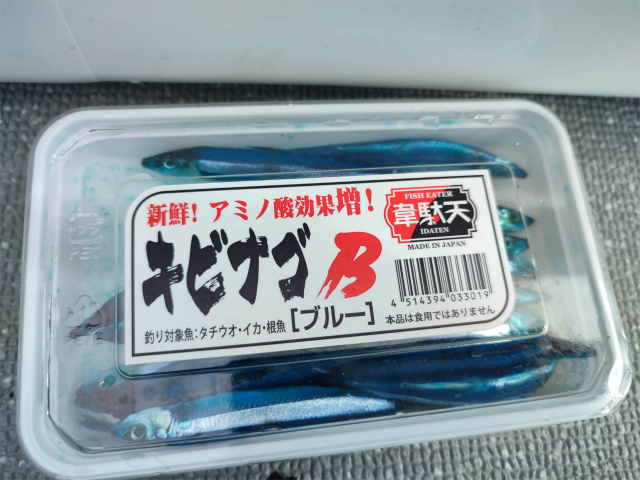 新鮮! アミノ酸効果増!
FISH EATER
韋駄天
IDATEN
MADE IN JAPAN
キビナゴB
[ブルー]
釣り対象魚:タチウオ・イカ・根魚
4 514394 033019
本品は食用ではありません